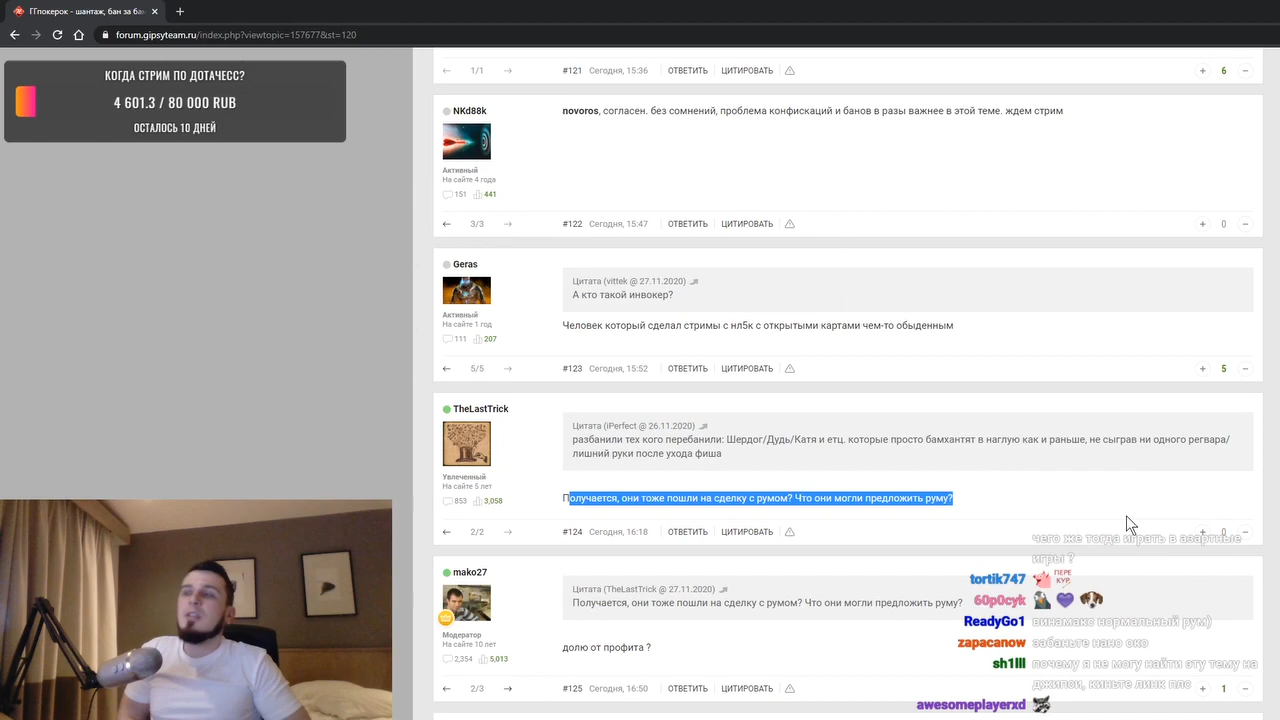 ГГпокерок - шантаж, бан за ба
forum.gipsyteam.ru/index.php?viewtopic=157677&st=120
КОГДА СТРИМ ПО ДОТАЧЕСС?
4 601.3 / 80 000 RUB
ОСТАЛОСЬ 10 ДНЕЙ
1/1
#121 Сегодня, 15:36 ОТВЕТИТЬ ЦИТИРОВАТЬ
+ 6 −
NKd88k
novoros, согласен. без сомнений, проблема конфискаций и банов в разы важнее в этой теме. ждем стрим
Активный
На сайте 4 года
151 441
3/3
#122 Сегодня, 15:47 ОТВЕТИТЬ ЦИТИРОВАТЬ
+ 0 −
Geras
Цитата (vittek @ 27.11.2020)
А кто такой инвокер?
Активный
На сайте 1 год
111 207
Человек который сделал стримы с нл5к с открытыми картами чем-то обыденным
5/5
#123 Сегодня, 15:52 ОТВЕТИТЬ ЦИТИРОВАТЬ
+ 5 −
TheLastTrick
Цитата (iPerfect @ 26.11.2020)
разбанили тех кого перебанили: Шердог/Дудь/Катя и етц. которые просто бамхантят в наглую как и раньше, не сыграв ни одного регвара/
лишний руки после ухода фиша
Увлеченный
На сайте 5 лет
853 3,058
Получается, они тоже пошли на сделку с румом? Что они могли предложить руму?
2/2
#124 Сегодня, 16:18 ОТВЕТИТЬ ЦИТИРОВАТЬ
+ 0 −
mako27
Цитата (TheLastTrick @ 27.11.2020)
Получается, они тоже пошли на сделку с румом? Что они могли предложить руму?
Модератор
На сайте 10 лет
2,354 5,013
долю от профита ?
2/3
#125 Сегодня, 16:50 ОТВЕТИТЬ ЦИТИРОВАТЬ
+ 1 −
чего же тогда играть в азартные
игры ?
tortik747 ПЕРЕ
КУР.
60p0cyk
ReadyGo1 винамакс нормальный рум)
zapacanow забаньте нано око
sh1lll почему я не могу найти эту тему на
джипси, киньте линк плс
awesomeplayerxd